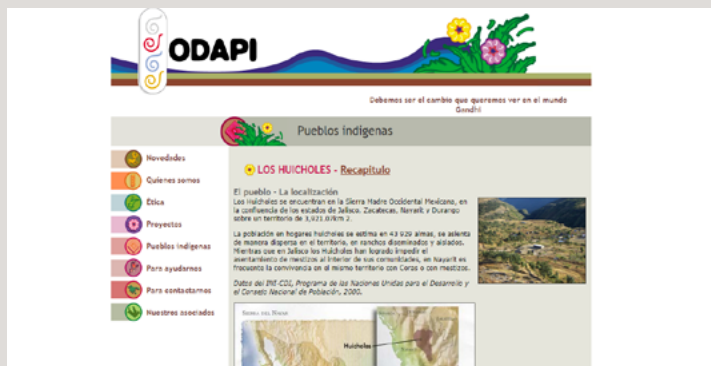 ODAPI
Debemos ser el cambio que queremos ver en el mundo
Gandhi
Pueblos indígenas
Novedades
Quienes somos
Ética
Proyectos
Pueblos indígenas
Para ayudarnos
Para contactarnos
Nuestros asociados
LOS HUICHOLES - Recapitulo
El pueblo - La localización
Los Huicholes se encuentran en la Sierra Madre Occidental Mexicana, en
la confluencia de los estados de Jalisco, Zacatecas, Nayarit y Durango
sobre un territorio de 3,921.07km 2.
La población en hogares huicholes se estima en 43 929 almas, se asienta
de manera dispersa en el territorio, en ranchos diseminados y aislados.
Mientras que en Jalisco los Huicholes han logrado impedir el
asentamiento de mestizos al interior de sus comunidades, en Nayarit es
frecuente la convivencia en el mismo territorio con Coras o con mestizos.
Datos del INI-CDI, Programa de las Naciones Unidas para el Desarrollo y
el Consejo Nacional de Población, 2000.
Sierra del Nayar
Huicholes